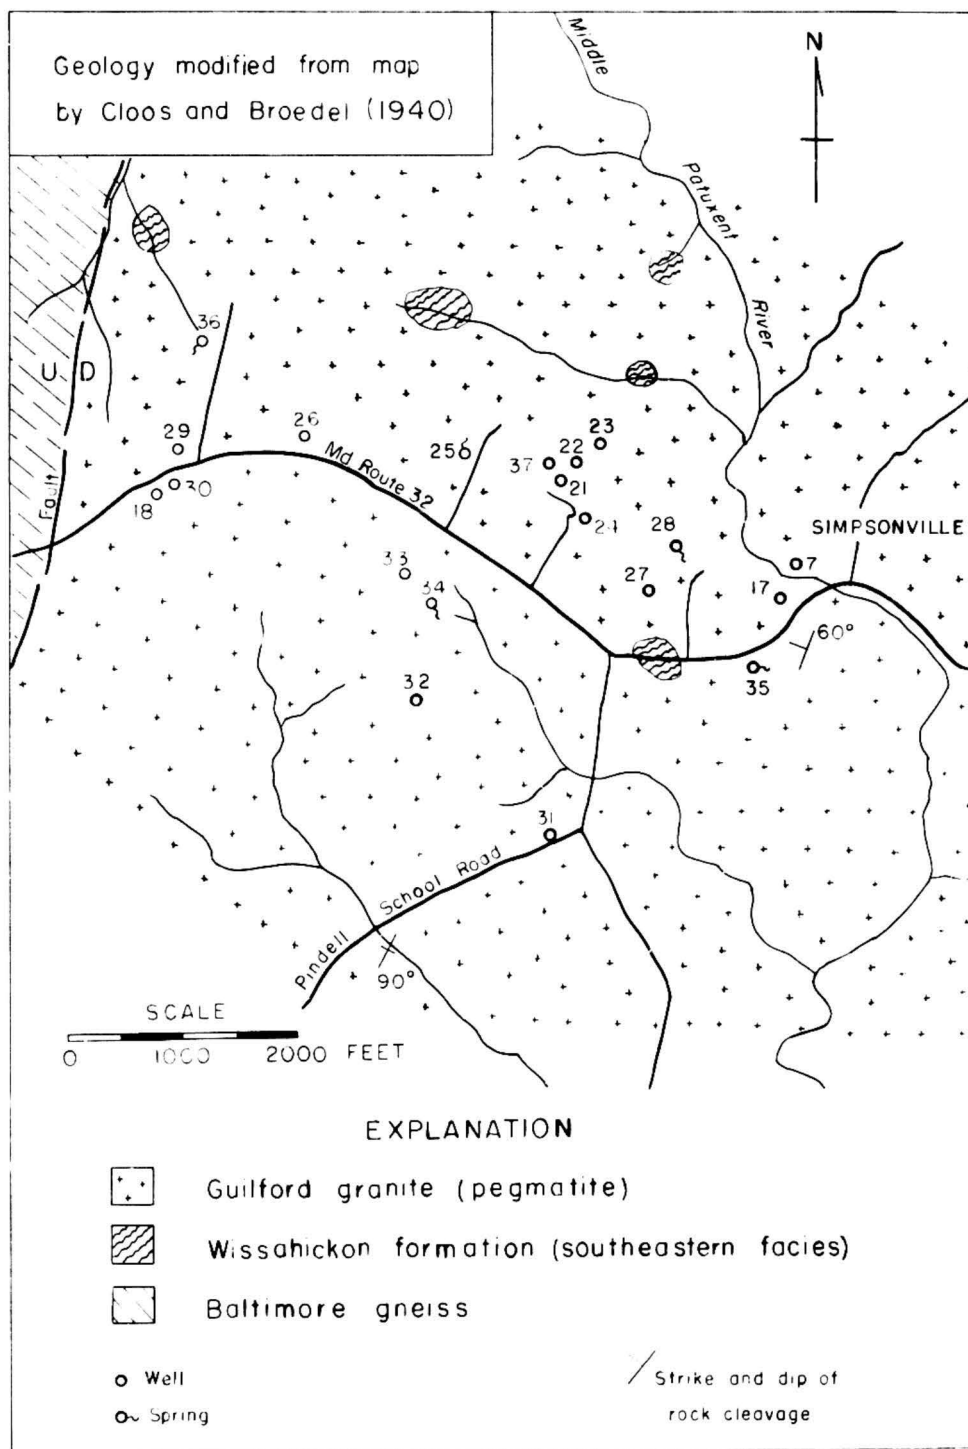 Geology modified from map
by Cloos and Broedel (1940)
N
Middle
Patuxent
River
36
U D
29
26
23
25
22
37
21
Md Route 32
30
18
24
28
SIMPSONVILLE
Fault
33
7
27
34
17
60°
32
35
31
Pindell School Road
90°
SCALE
0 1000 2000 FEET
EXPLANATION
Guilford granite (pegmatite)
Wissahickon formation (southeastern facies)
Baltimore gneiss
Well
Spring
Strike and dip of
rock cleavage